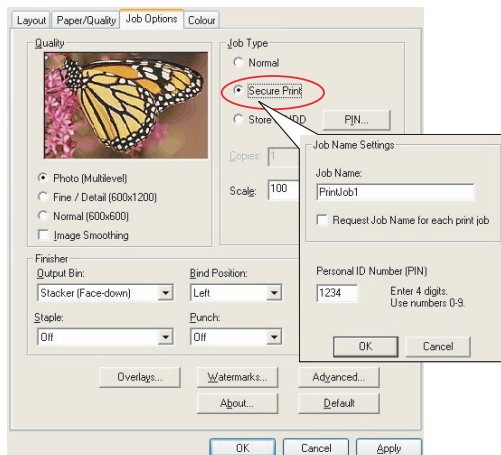 Layout Paper/Quality Job Options Colour
Quality
Photo (Multilevel)
Fine / Detail (600x1200)
Normal (600x600)
Image Smoothing
Job Type
Normal
Secure Print
Store HDD PIN...
Copies: 1
Scale: 100
Job Name Settings
Job Name:
PrintJob1
Request Job Name for each print job
Personal ID Number (PIN)
1234
Enter 4 digits.
Use numbers 0-9.
OK Cancel
Finisher
Output Bin: Bind Position:
Stacker (Face-down) Left
Staple: Punch:
Off Off
Overlays... Watermarks... Advanced...
About... Default
OK Cancel Apply